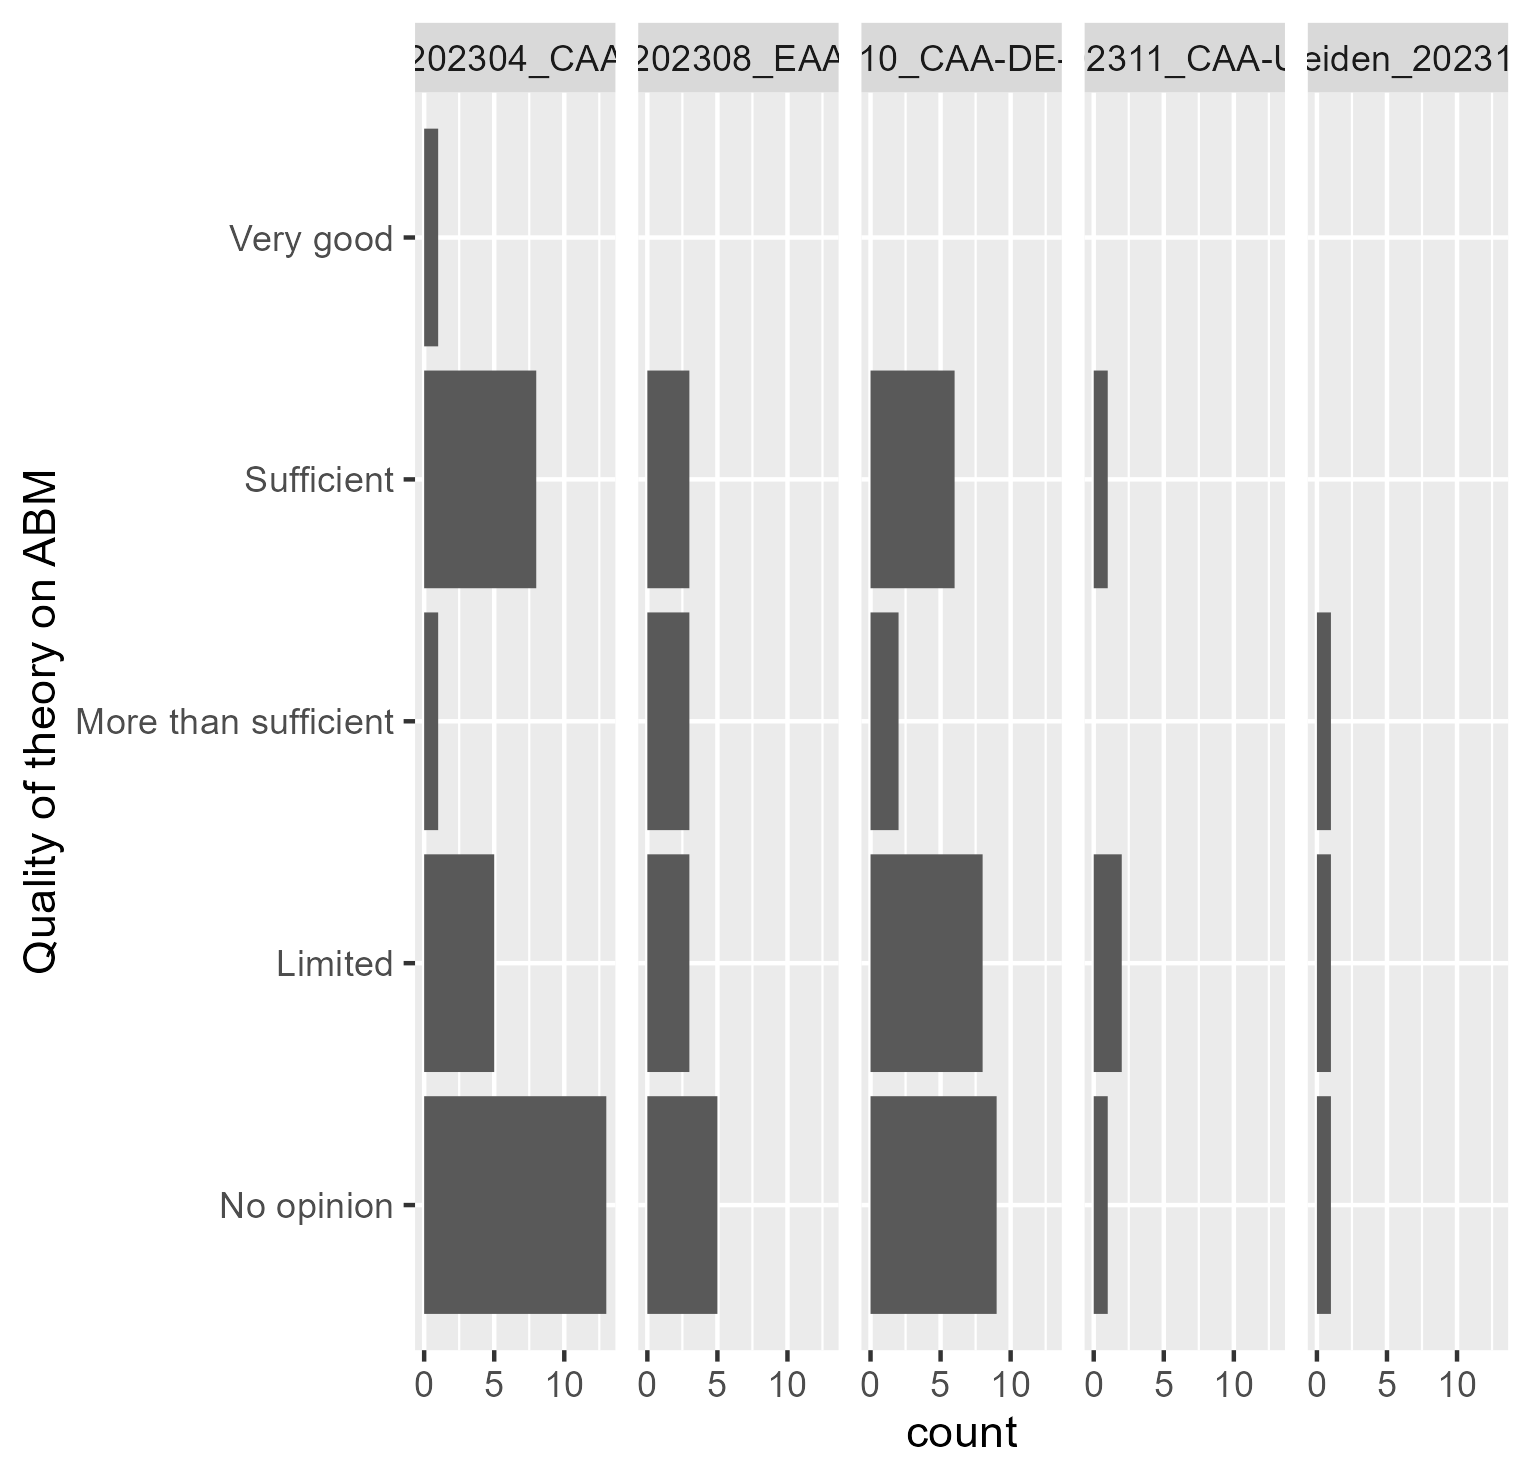 202304_CAA
202308_EAA
10_CAA-DE-
2311_CAA-U
eiden_20231
Very good
Sufficient
More than sufficient
Limited
No opinion
Quality of theory on ABM
0 5 10
0 5 10
0 5 10
0 5 10
0 5 10
count